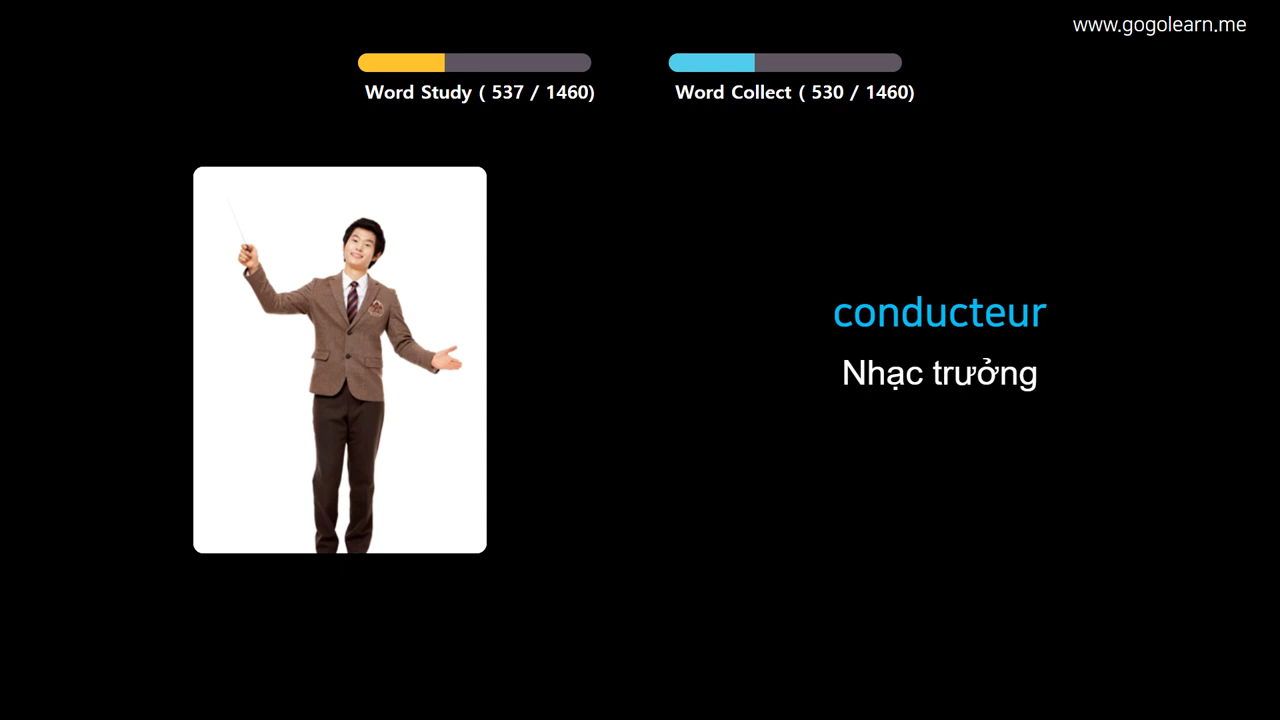 www.gogolearn.me
Word Study ( 537 / 1460)
Word Collect ( 530 / 1460)
conducteur
Nhạc trưởng